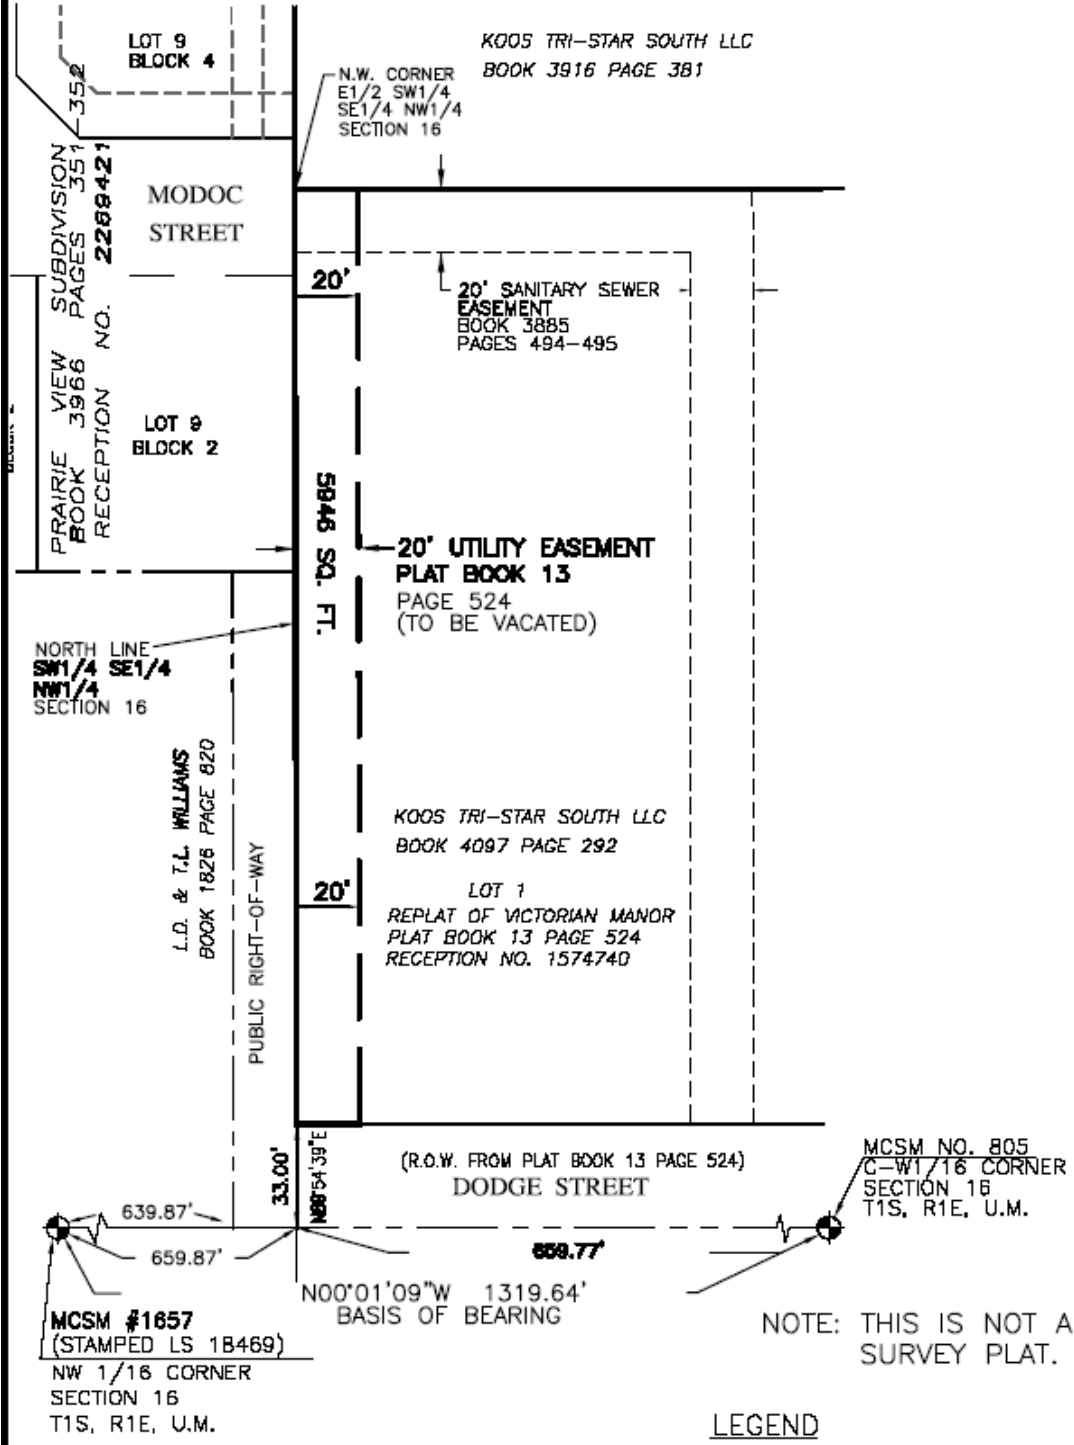 LOT 9
BLOCK 4
KOOS TRI-STAR SOUTH LLC
BOOK 3916 PAGE 381
N.W. CORNER
E1/2 SW1/4
SE1/4 NW1/4
SECTION 16
PRAIRIE VIEW SUBDIVISION
BOOK 3966 PAGES 351-352
RECEPTION NO. 2269421
MODOC
STREET
20'
20' SANITARY SEWER
EASEMENT
BOOK 3885
PAGES 494-495
LOT 9
BLOCK 2
5946 SQ. FT.
20' UTILITY EASEMENT
PLAT BOOK 13
PAGE 524
(TO BE VACATED)
NORTH LINE
SW1/4 SE1/4
NW1/4
SECTION 16
L.D. & T.L. WILLIAMS
BOOK 1826 PAGE 820
PUBLIC RIGHT-OF-WAY
KOOS TRI-STAR SOUTH LLC
BOOK 4097 PAGE 292
20'
LOT 1
REPLAT OF VICTORIAN MANOR
PLAT BOOK 13 PAGE 524
RECEPTION NO. 1574740
33.00'
54'39"E
(R.O.W. FROM PLAT BOOK 13 PAGE 524)
DODGE STREET
MCSM NO. 805
C-W1/16 CORNER
SECTION 16
T1S, R1E, U.M.
639.87'
659.87'
659.77'
N00°01'09"W 1319.64'
BASIS OF BEARING
MCSM #1657
(STAMPED LS 18469)
NW 1/16 CORNER
SECTION 16
T1S, R1E, U.M.
NOTE: THIS IS NOT A
SURVEY PLAT.
LEGEND